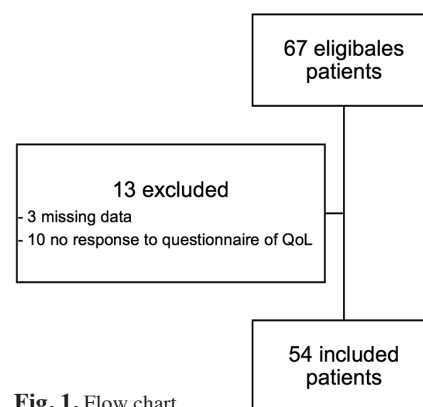 67 eligibales
patients
13 excluded
- 3 missing data
- 10 no response to questionnaire of QoL
54 included
patients
Fig. 1. Flow chart